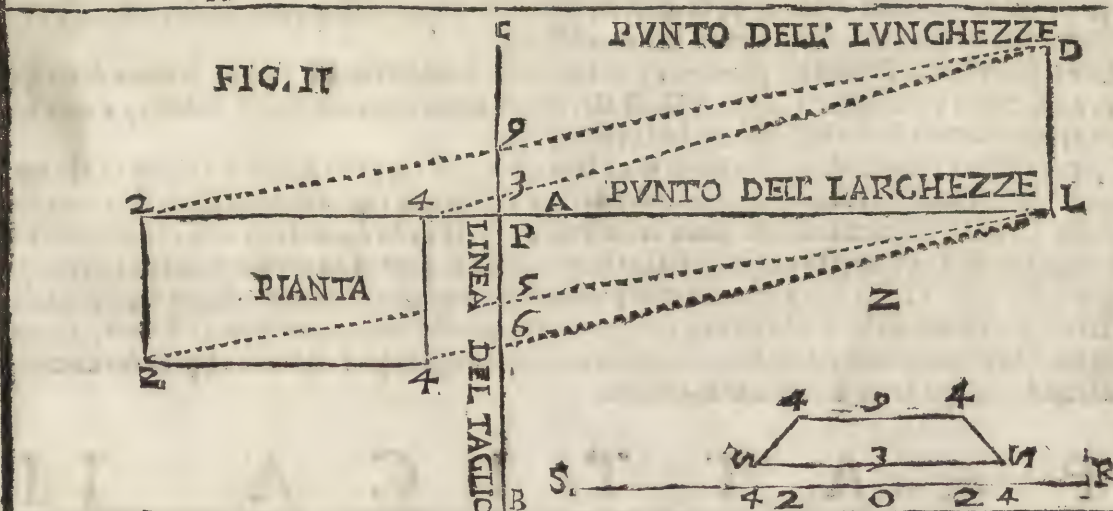 C PVNTO DELL' LVNGHEZZE D
FIG. II
9
2 4 3 A PVNTO DELL' LARGHEZZE L
LINEA DEL TAGLIO
P
PIANTA
5
6
Z
2 4
4 9 4
3
S. R
4 2 0 2 4
B